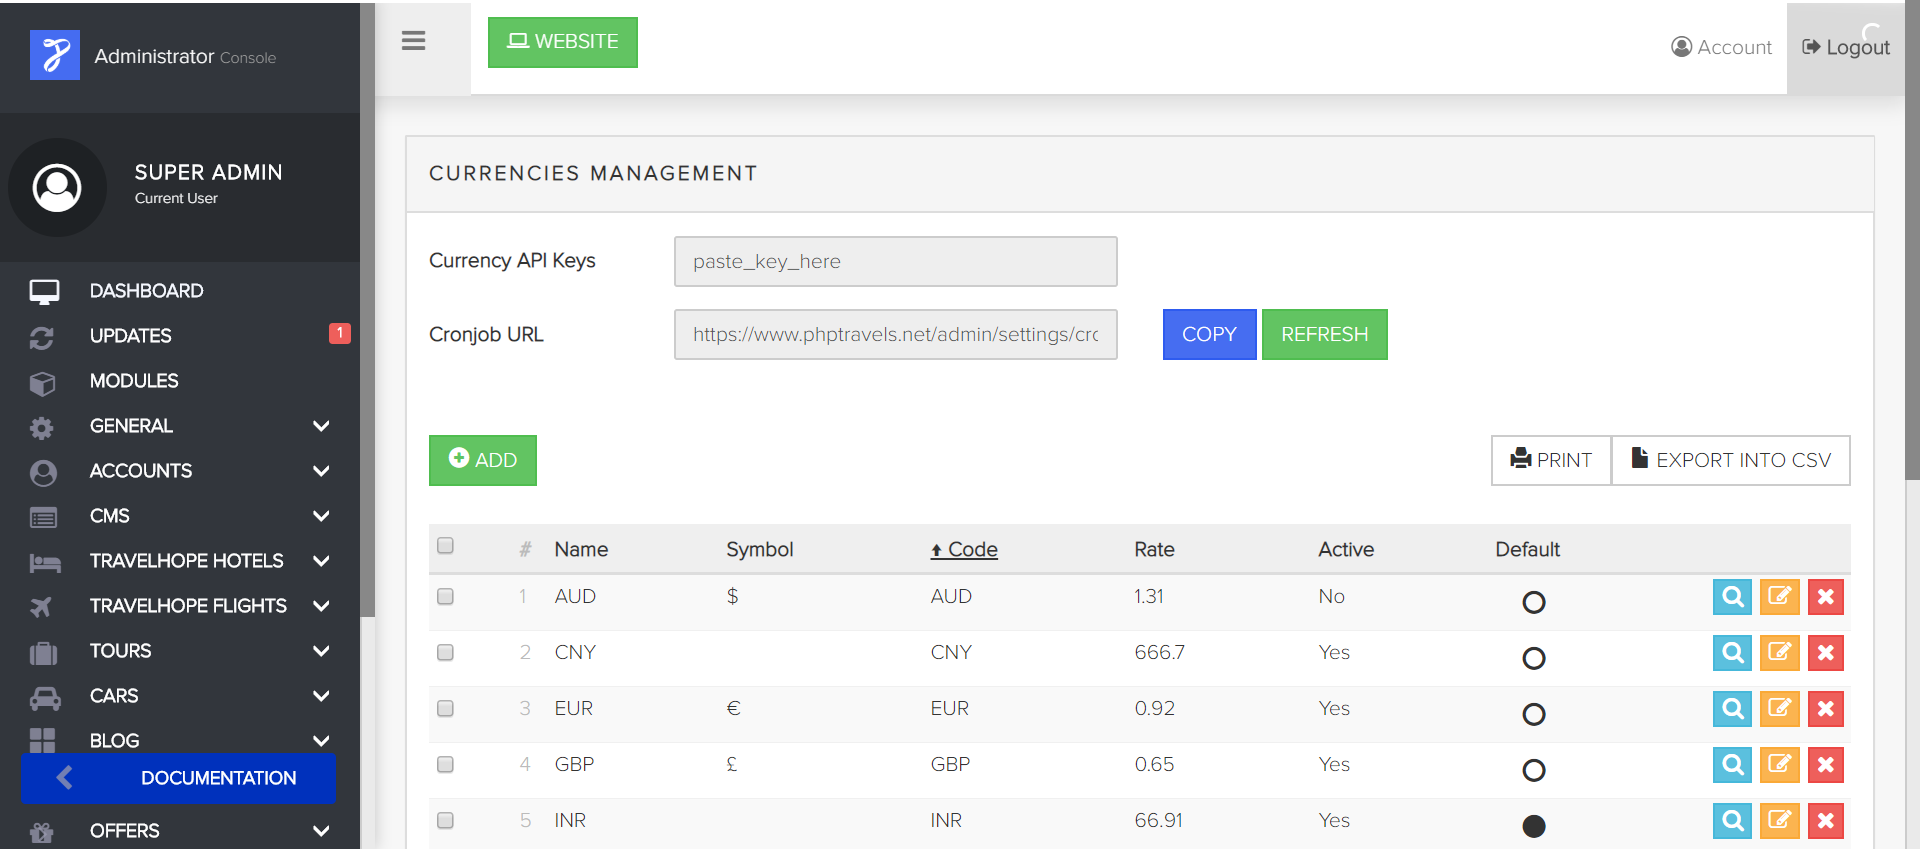 Administrator Console
WEBSITE
Account
Logout
SUPER ADMIN
Current User
DASHBOARD
UPDATES 1
MODULES
GENERAL
ACCOUNTS
CMS
TRAVELHOPE HOTELS
TRAVELHOPE FLIGHTS
TOURS
CARS
BLOG
DOCUMENTATION
OFFERS
CURRENCIES MANAGEMENT
Currency API Keys paste_key_here
Cronjob URL https://www.phptravels.net/admin/settings/crc COPY REFRESH
ADD PRINT EXPORT INTO CSV
# Name Symbol Code Rate Active Default
1 AUD $ AUD 1.31 No
2 CNY CNY 666.7 Yes
3 EUR € EUR 0.92 Yes
4 GBP £ GBP 0.65 Yes
5 INR INR 66.91 Yes